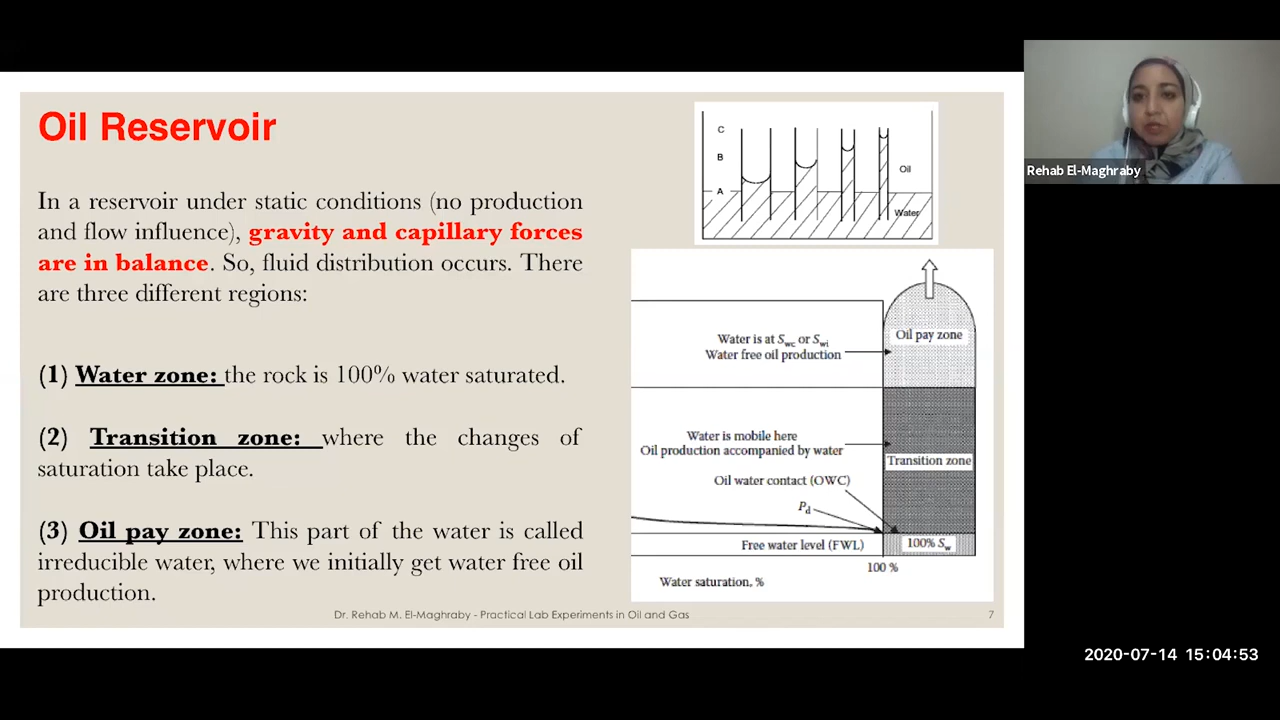 Oil Reservoir
In a reservoir under static conditions (no production
and flow influence), gravity and capillary forces
are in balance. So, fluid distribution occurs. There
are three different regions:
(1) Water zone: the rock is 100% water saturated.
(2) Transition zone: where the changes of
saturation take place.
(3) Oil pay zone: This part of the water is called
irreducible water, where we initially get water free oil
production.
C
B
A
Oil
Water
Water is at Swc or Swi
Water free oil production
Oil pay zone
Water is mobile here
Oil production accompanied by water
Transition zone
Oil water contact (OWC)
Pd
Free water level (FWL)
100% Sw
100 %
Water saturation, %
Dr. Rehab M. El-Maghraby - Practical Lab Experiments in Oil and Gas
7
Rehab El-Maghraby
2020-07-14 15:04:53